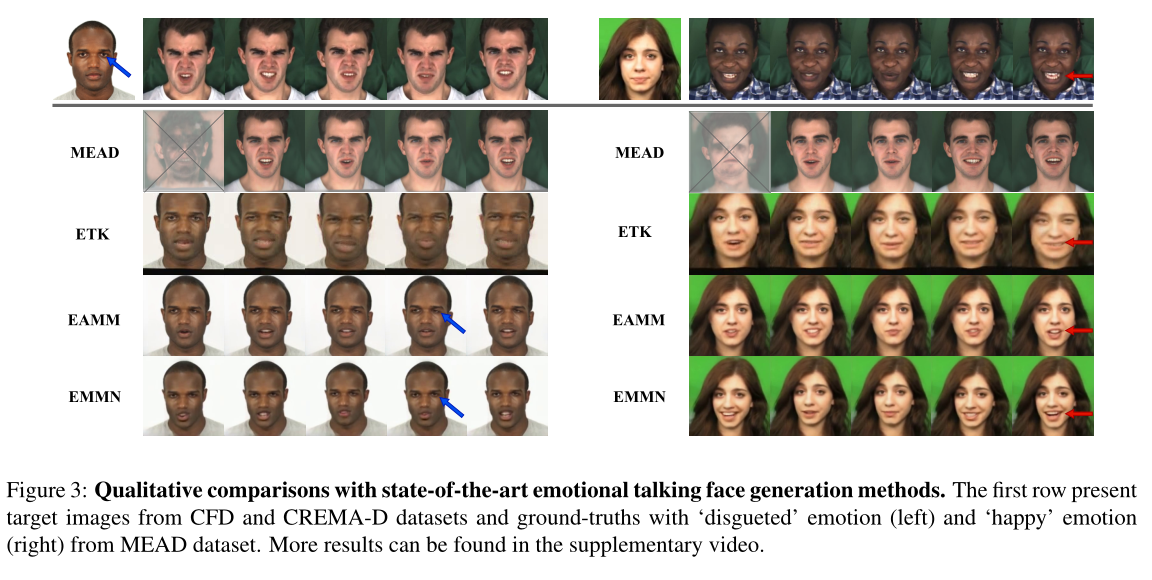 MEAD
MEAD
ETK
ETK
EAMM
EAMM
EMMN
EMMN
Figure 3: Qualitative comparisons with state-of-the-art emotional talking face generation methods. The first row present
target images from CFD and CREMA-D datasets and ground-truths with ‘disgueted’ emotion (left) and ‘happy’ emotion
(right) from MEAD dataset. More results can be found in the supplementary video.